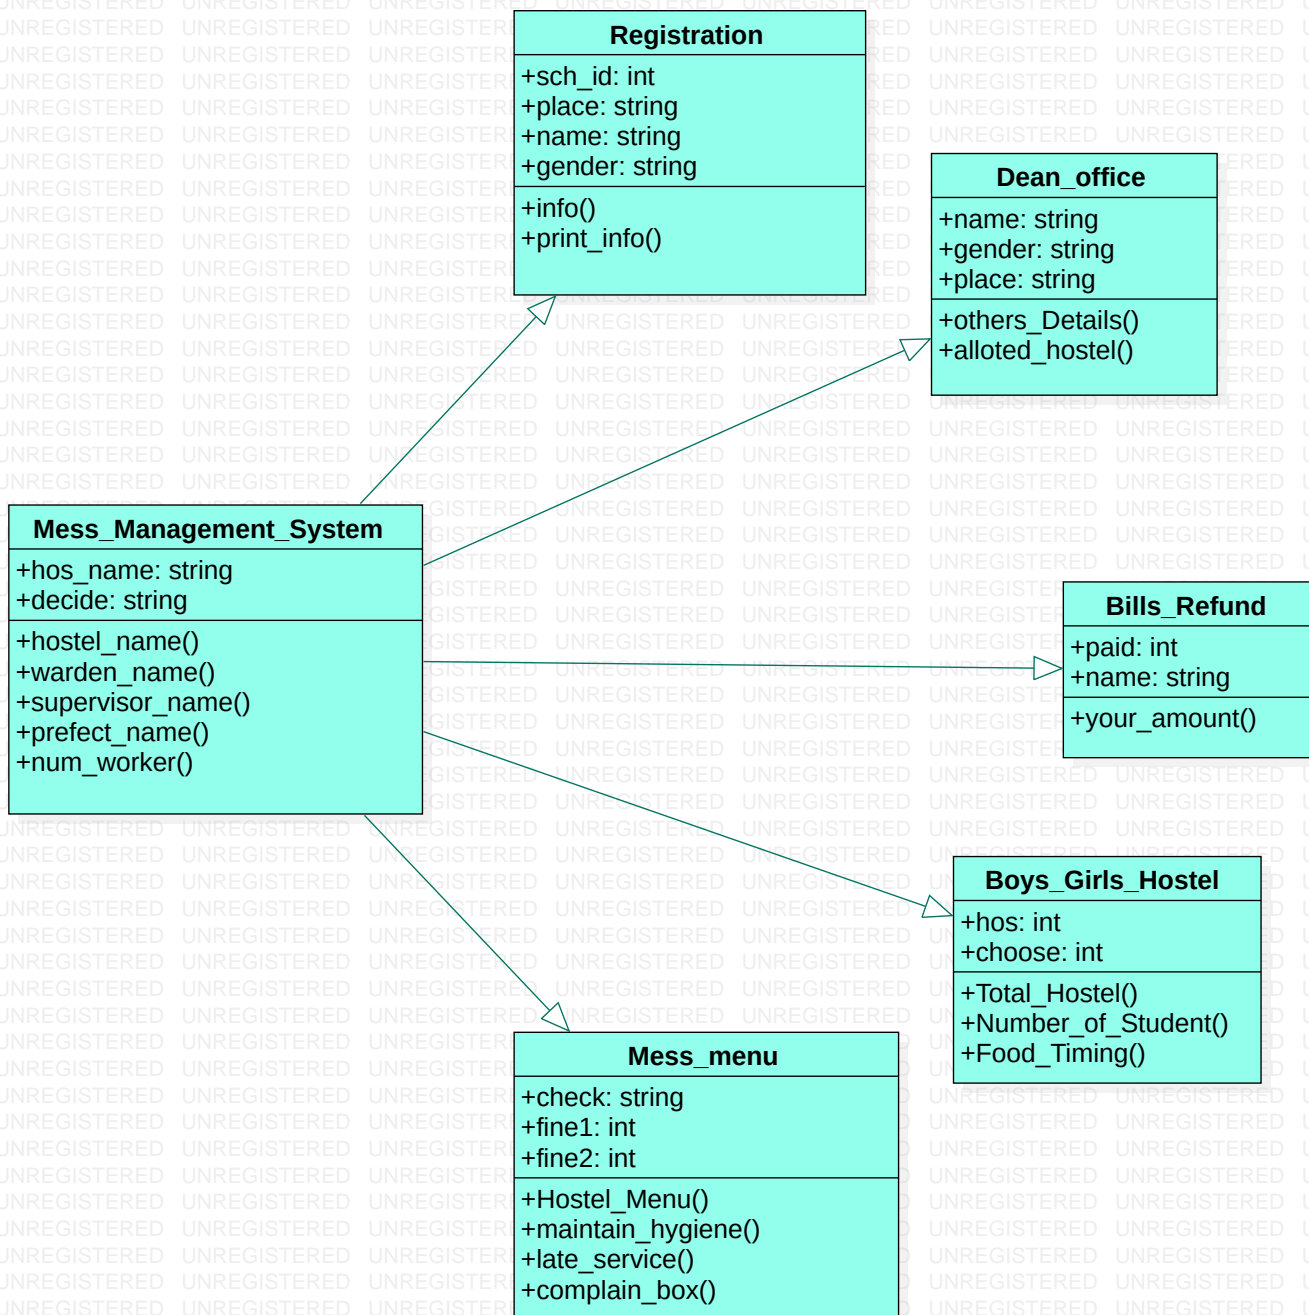 Registration
+sch_id: int
+place: string
+name: string
+gender: string
+info()
+print_info()
Dean_office
+name: string
+gender: string
+place: string
+others_Details()
+alloted_hostel()
Mess_Management_System
+hos_name: string
+decide: string
+hostel_name()
+warden_name()
+supervisor_name()
+prefect_name()
+num_worker()
Bills_Refund
+paid: int
+name: string
+your_amount()
Boys_Girls_Hostel
+hos: int
+choose: int
+Total_Hostel()
+Number_of_Student()
+Food_Timing()
Mess_menu
+check: string
+fine1: int
+fine2: int
+Hostel_Menu()
+maintain_hygiene()
+late_service()
+complain_box()
UNREGISTERED